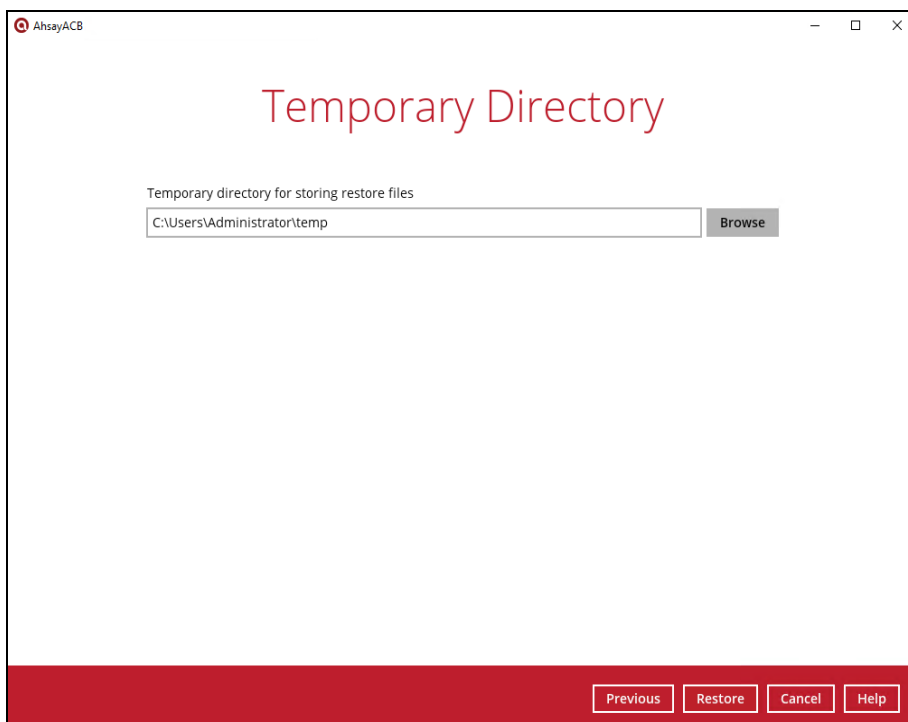 AhsayACB
Temporary Directory
Temporary directory for storing restore files
C:\Users\Administrator\temp
Browse
Previous Restore Cancel Help